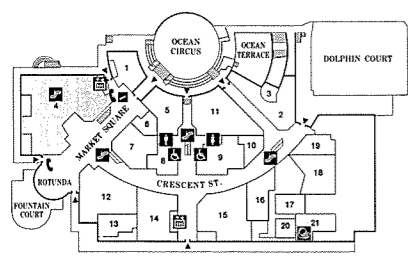 OCEAN
CIRCUS
OCEAN
TERRACE
DOLPHIN COURT
1
4
3
2
5
11
6
MARKET SQUARE
7
8
9
10
19
18
ROTUNDA
CRESCENT ST.
FOUNTAIN
COURT
12
13
14
15
16
17
20
21